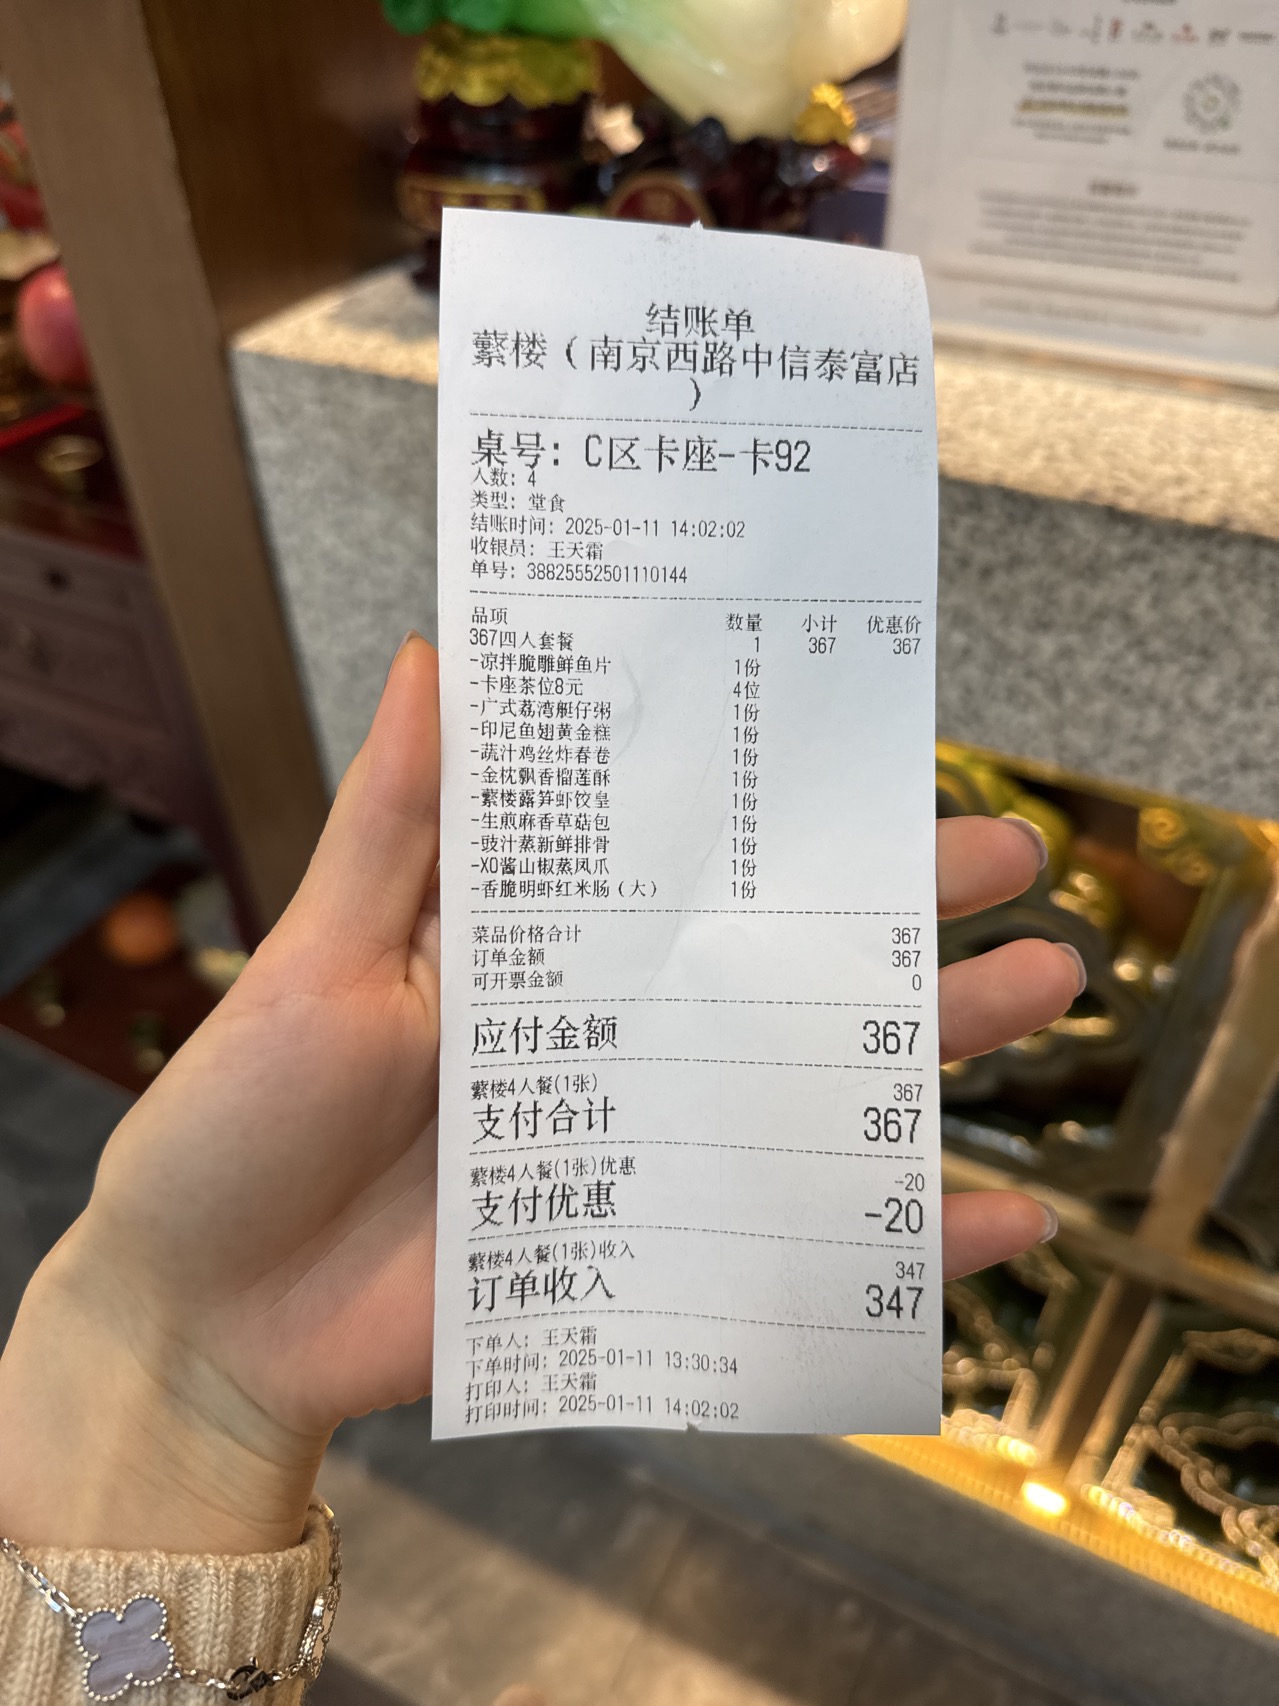 结账单
蘩楼（南京西路中信泰富店
）
桌号：C区卡座-卡92
人数：4
类型：堂食
结账时间：2025-01-11 14:02:02
收银员：王天霜
单号：38825552501110144
品项 数量 小计 优惠价
367四人套餐 1 367 367
-凉拌脆雕鲜鱼片 1份
-卡座茶位8元 4位
-广式荔湾艇仔粥 1份
-印尼鱼翅黄金糕 1份
-蔬汁鸡丝炸春卷 1份
-金枕飘香榴莲酥 1份
-蘩楼露笋虾饺皇 1份
-生煎麻香草菇包 1份
-豉汁蒸新鲜排骨 1份
-XO酱山椒蒸凤爪 1份
-香脆明虾红米肠（大） 1份
菜品价格合计 367
订单金额 367
可开票金额 0
应付金额 367
蘩楼4人餐(1张) 367
支付合计 367
蘩楼4人餐(1张)优惠 -20
支付优惠 -20
蘩楼4人餐(1张)收入 347
订单收入 347
下单人：王天霜
下单时间：2025-01-11 13:30:34
打印人：王天霜
打印时间：2025-01-11 14:02:02